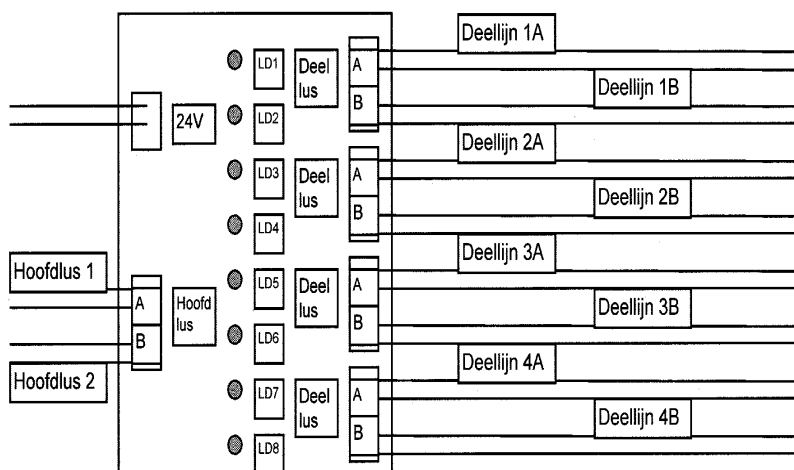 Deellijn 1A
LD1
Deel
lus
A
B
Deellijn 1B
24V
LD2
Deellijn 2A
LD3
Deel
lus
A
B
Deellijn 2B
LD4
Deellijn 3A
Hoofdlus 1
LD5
Deel
lus
A
B
Deellijn 3B
A
B
Hoofd
lus
LD6
Deellijn 4A
Hoofdlus 2
LD7
Deel
lus
A
B
Deellijn 4B
LD8